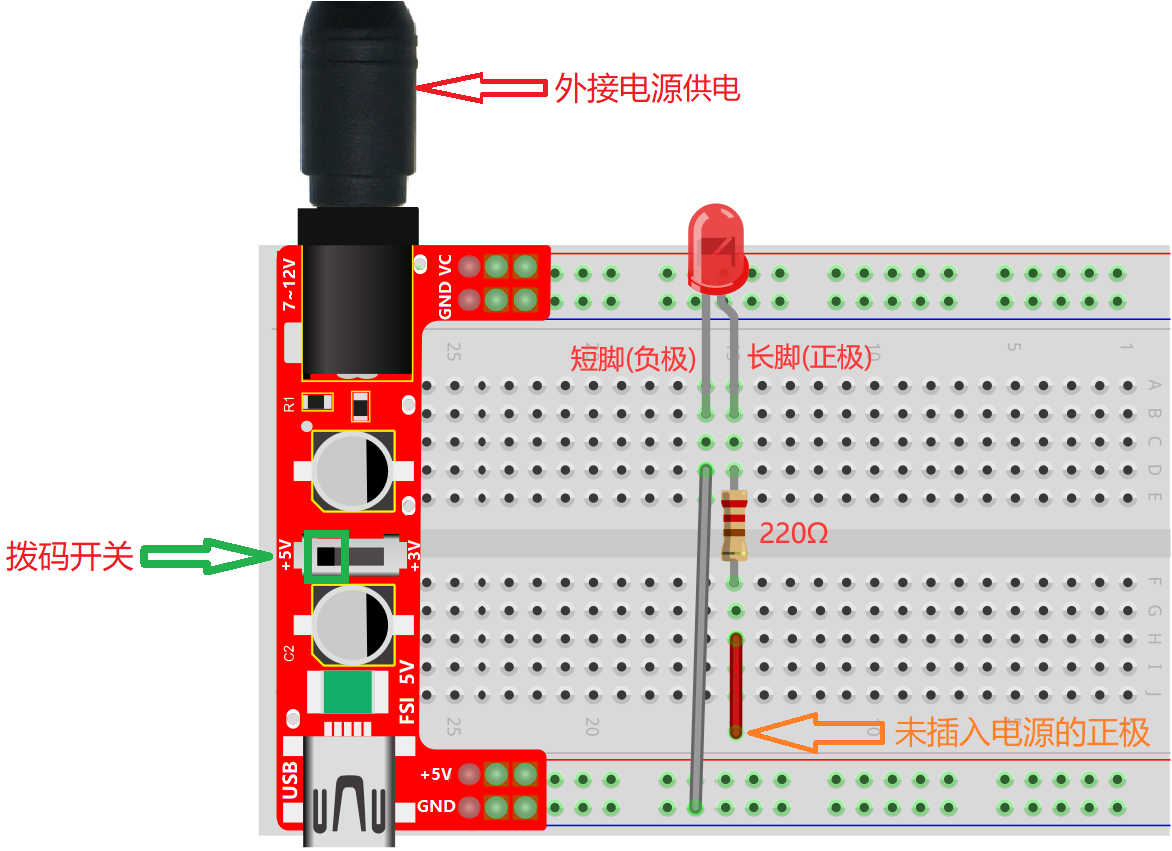 外接电源供电
7~12V
GND VC
短脚(负极)
长脚(正极)
25
10
5
1
R1
A
B
C
D
E
拨码开关
+5V
+3V
220Ω
F
G
H
I
J
C2
FSI 5V
25
20
未插入电源的正极
USB
+5V
GND